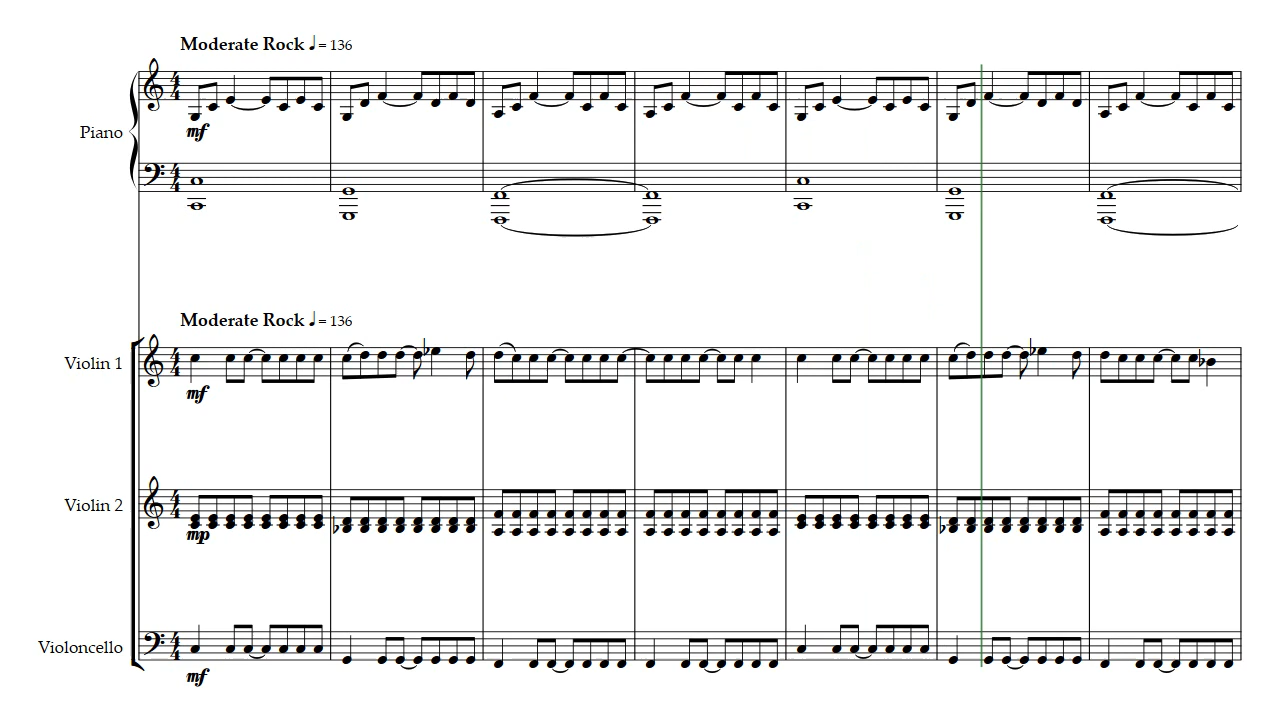 Moderate Rock ♩ = 136
Piano
mf
Moderate Rock ♩ = 136
Violin 1
mf
Violin 2
mp
Violoncello
mf